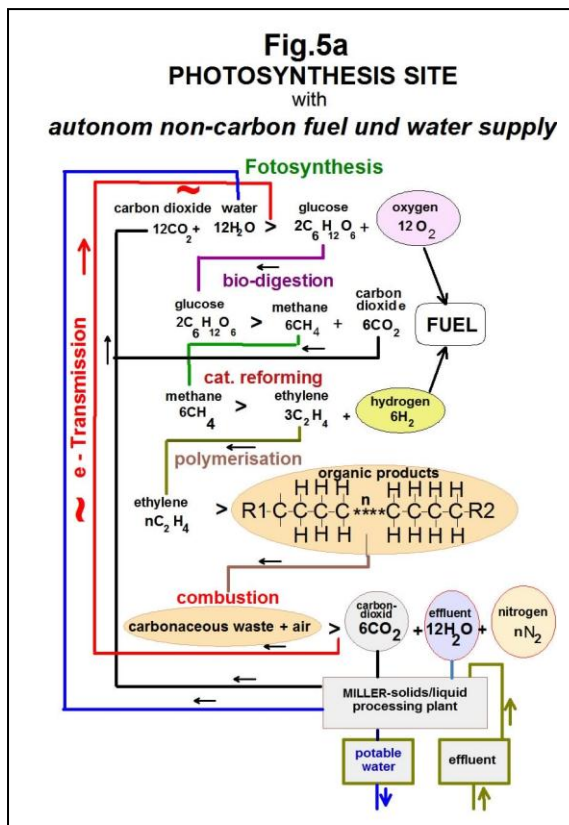 Fig.5a
PHOTOSYNTHESIS SITE
with
autonom non-carbon fuel und water supply
Fotosynthesis
~
carbon dioxide water glucose oxygen
12CO2+ 12H2O > 2C6H12O6 + 12 O2
bio-digestion
glucose methane carbon dioxide
2C6H12O6 > 6CH4 + 6CO2
FUEL
cat. reforming
methane ethylene hydrogen
6CH4 > 3C2H4 + 6H2
polymerisation
organic products
ethylene
nC2H4 >
H H H H n H H H H
R1-C-C-C-C-****-C-C-C-C-R2
H H H H H H H
~ e - Transmission
combustion
carbonaceous waste + air >
carbon-
dioxid
6CO2
+
effluent
12H2O
+
nitrogen
nN2
MILLER-solids/liquid
processing plant
potable
water
effluent